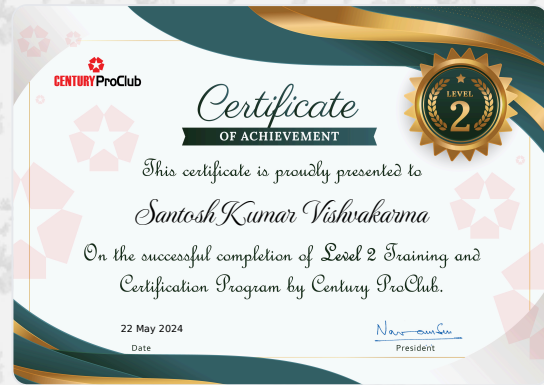 CENTURY ProClub
Certificate
OF ACHIEVEMENT
LEVEL
2
This certificate is proudly presented to
Santosh Kumar Vishvakarma
On the successful completion of Level 2 Training and
Certification Program by Century ProClub.
22 May 2024
Date
President